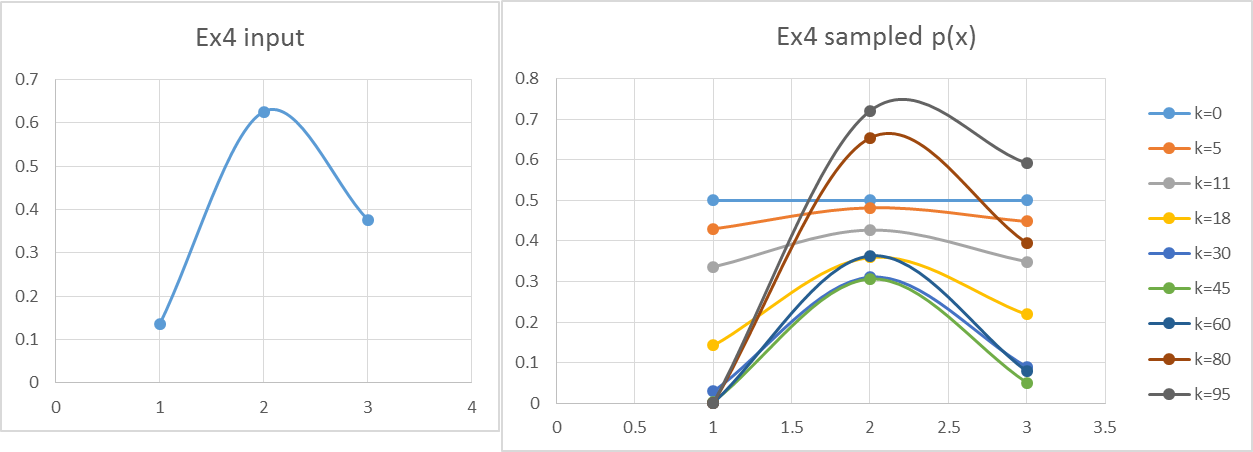 Ex4 input
0.7
0.6
0.5
0.4
0.3
0.2
0.1
0
0 1 2 3 4
Ex4 sampled p(x)
0.8
0.7
0.6
0.5
0.4
0.3
0.2
0.1
0
0 0.5 1 1.5 2 2.5 3 3.5
k=0
k=5
k=11
k=18
k=30
k=45
k=60
k=80
k=95